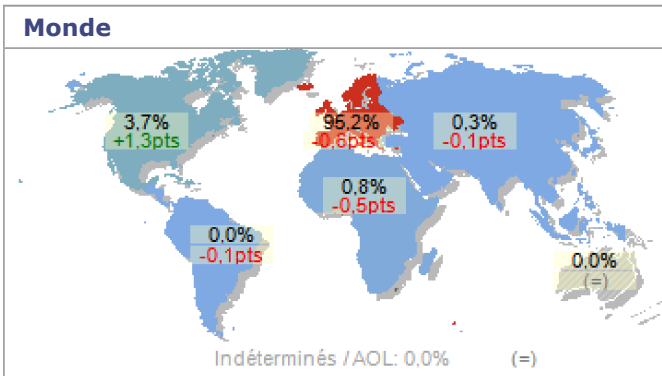 Monde
3,7%
+1,3pts
95,2%
-0,6pts
0,3%
-0,1pts
0,8%
-0,5pts
0,0%
-0,1pts
0,0%
(=)
Indéterminés / AOL: 0,0% (=)